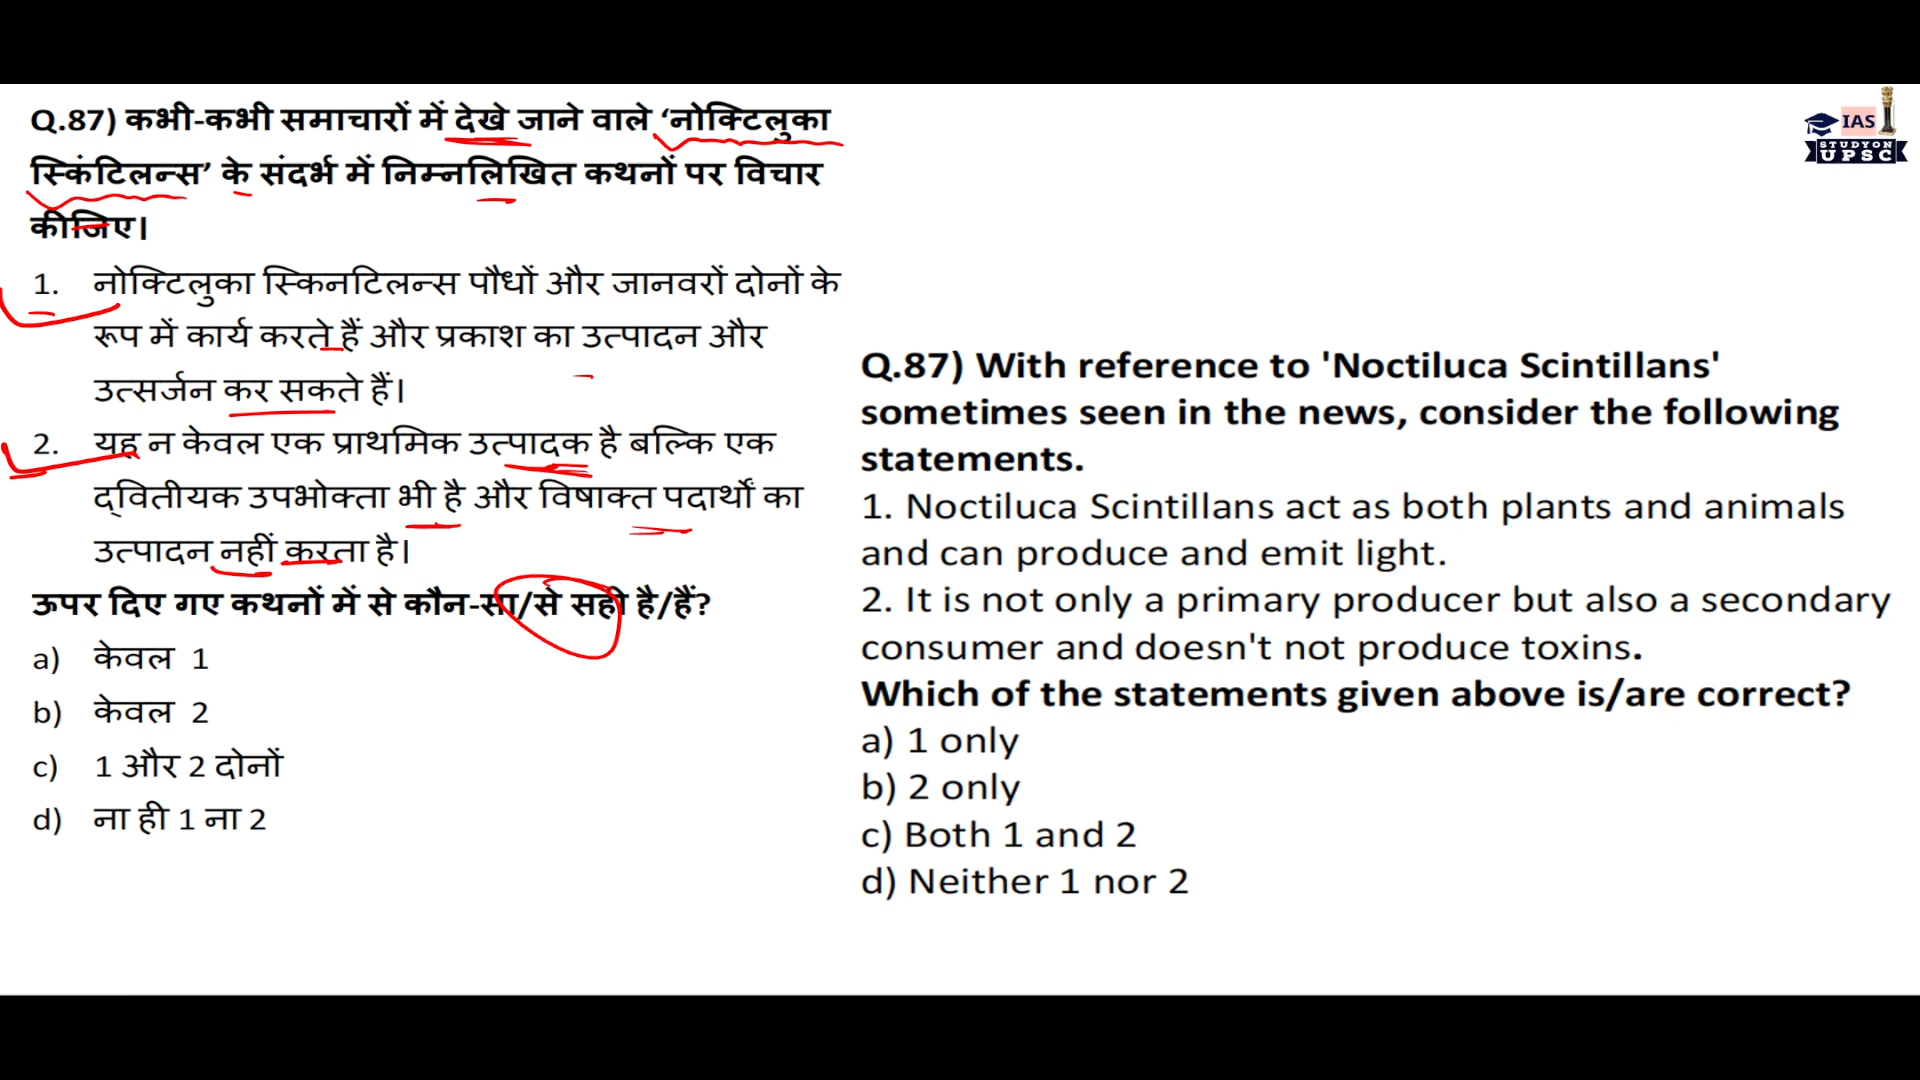 Q.87) कभी-कभी समाचारों में देखे जाने वाले ‘नोक्टिलुका
स्किंटिलन्स’ के संदर्भ में निम्नलिखित कथनों पर विचार
कीजिए।
1. नोक्टिलुका स्किनटिलन्स पौधों और जानवरों दोनों के
रूप में कार्य करते हैं और प्रकाश का उत्पादन और
उत्सर्जन कर सकते हैं।
2. यह न केवल एक प्राथमिक उत्पादक है बल्कि एक
द्वितीयक उपभोक्ता भी है और विषाक्त पदार्थों का
उत्पादन नहीं करता है।
ऊपर दिए गए कथनों में से कौन-सा/से सही है/हैं?
a) केवल 1
b) केवल 2
c) 1 और 2 दोनों
d) ना ही 1 ना 2
IAS
STUDYON
UPSC
Q.87) With reference to 'Noctiluca Scintillans'
sometimes seen in the news, consider the following
statements.
1. Noctiluca Scintillans act as both plants and animals
and can produce and emit light.
2. It is not only a primary producer but also a secondary
consumer and doesn't not produce toxins.
Which of the statements given above is/are correct?
a) 1 only
b) 2 only
c) Both 1 and 2
d) Neither 1 nor 2